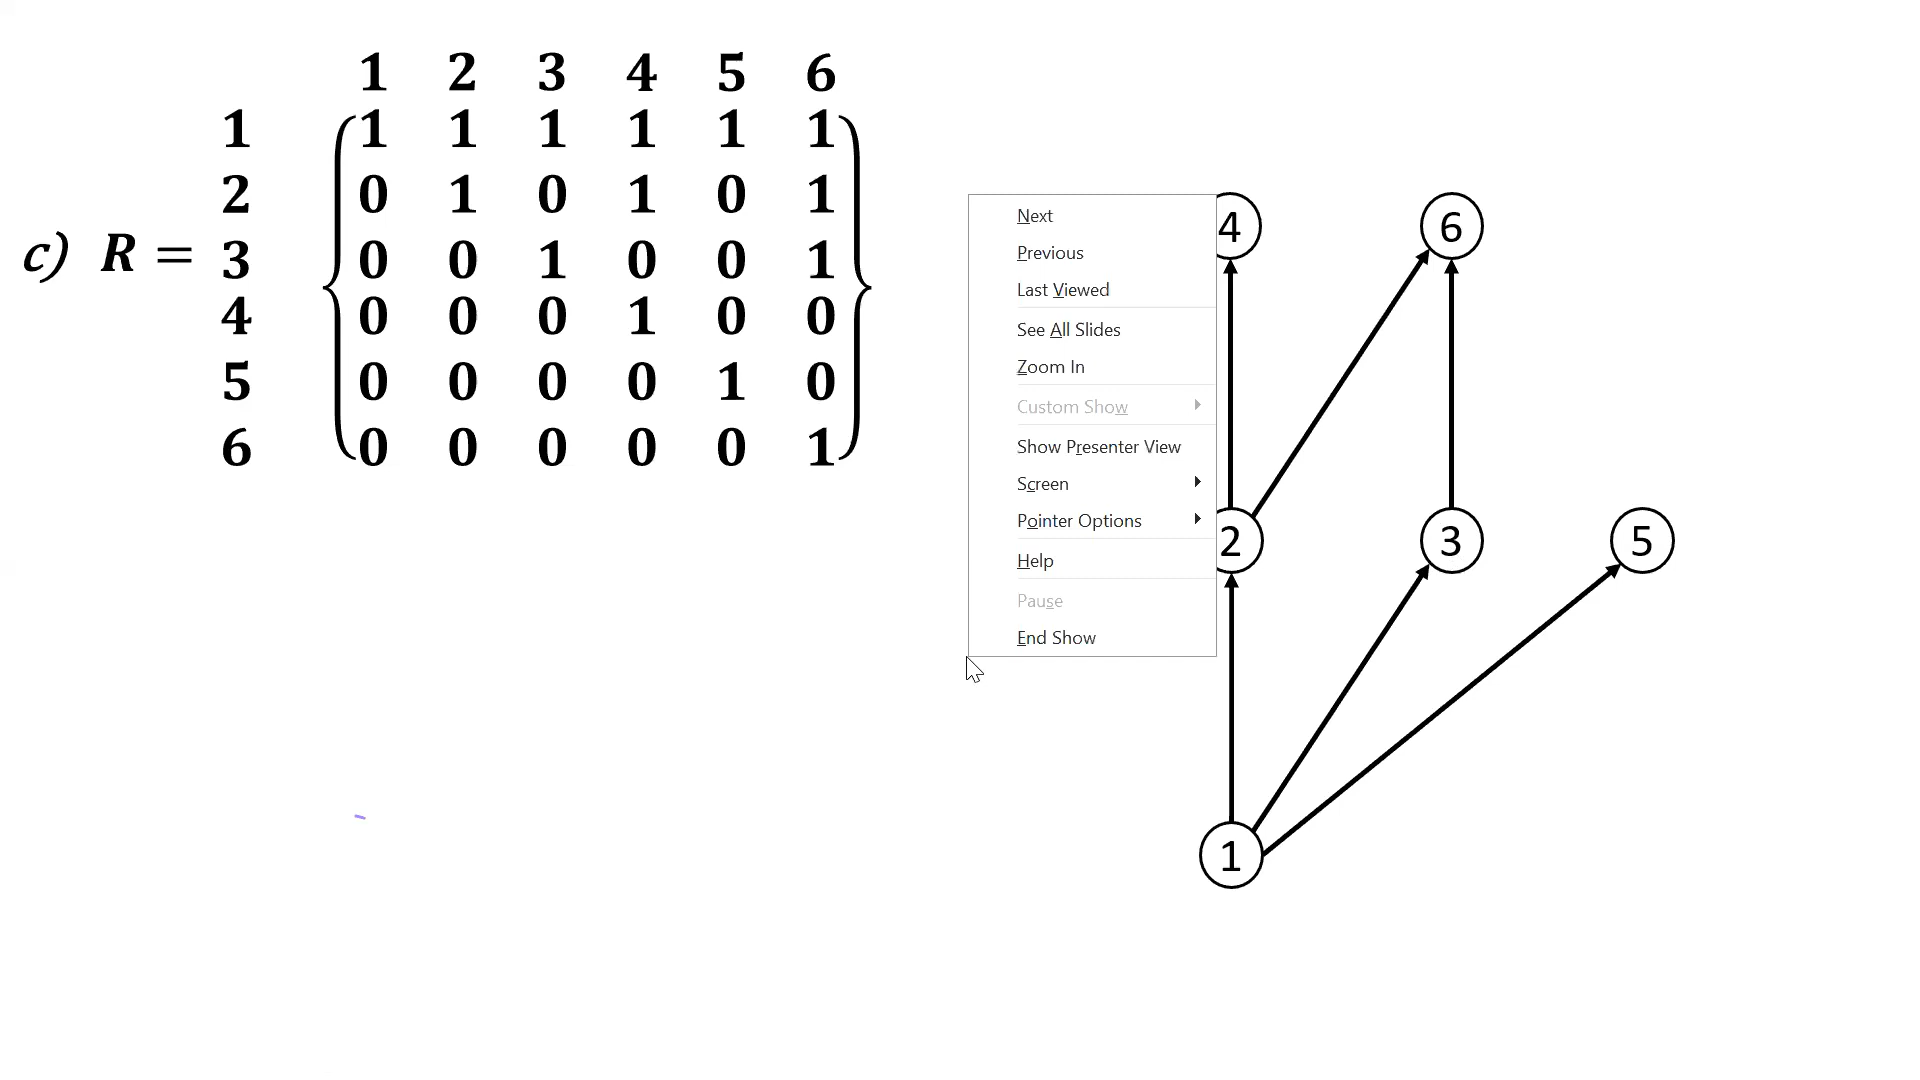 1 2 3 4 5 6
1 1 1 1 1 1 1
2 0 1 0 1 0 1
c) R = 3 0 0 1 0 0 1
4 0 0 0 1 0 0
5 0 0 0 0 1 0
6 0 0 0 0 0 1
Next
Previous
Last Viewed
See All Slides
Zoom In
Custom Show
Show Presenter View
Screen
Pointer Options
Help
Pause
End Show
4 6
2 3 5
1